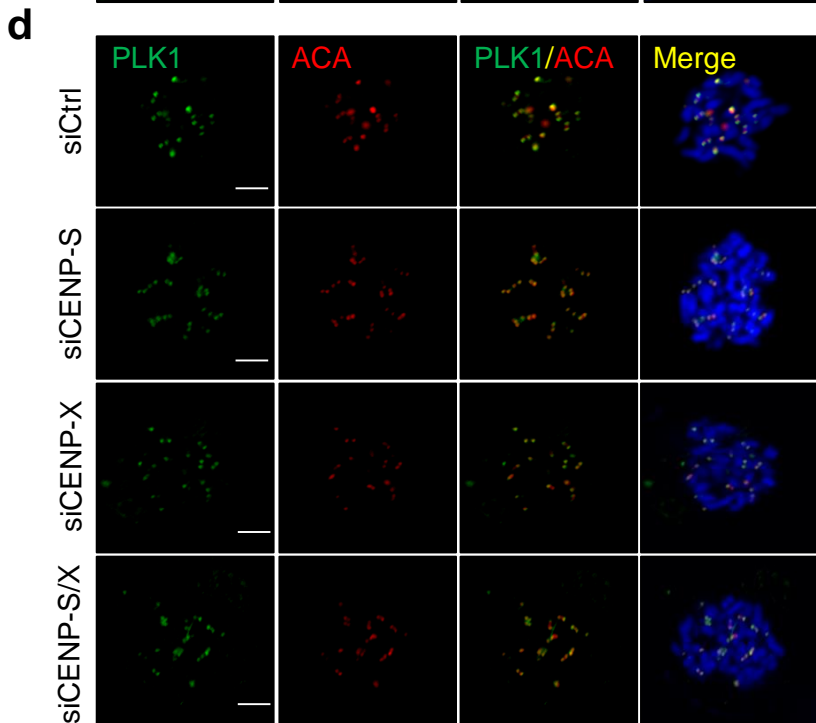 d
PLK1 ACA PLK1/ACA Merge
siCtrl
siCENP-S
siCENP-X
siCENP-S/X